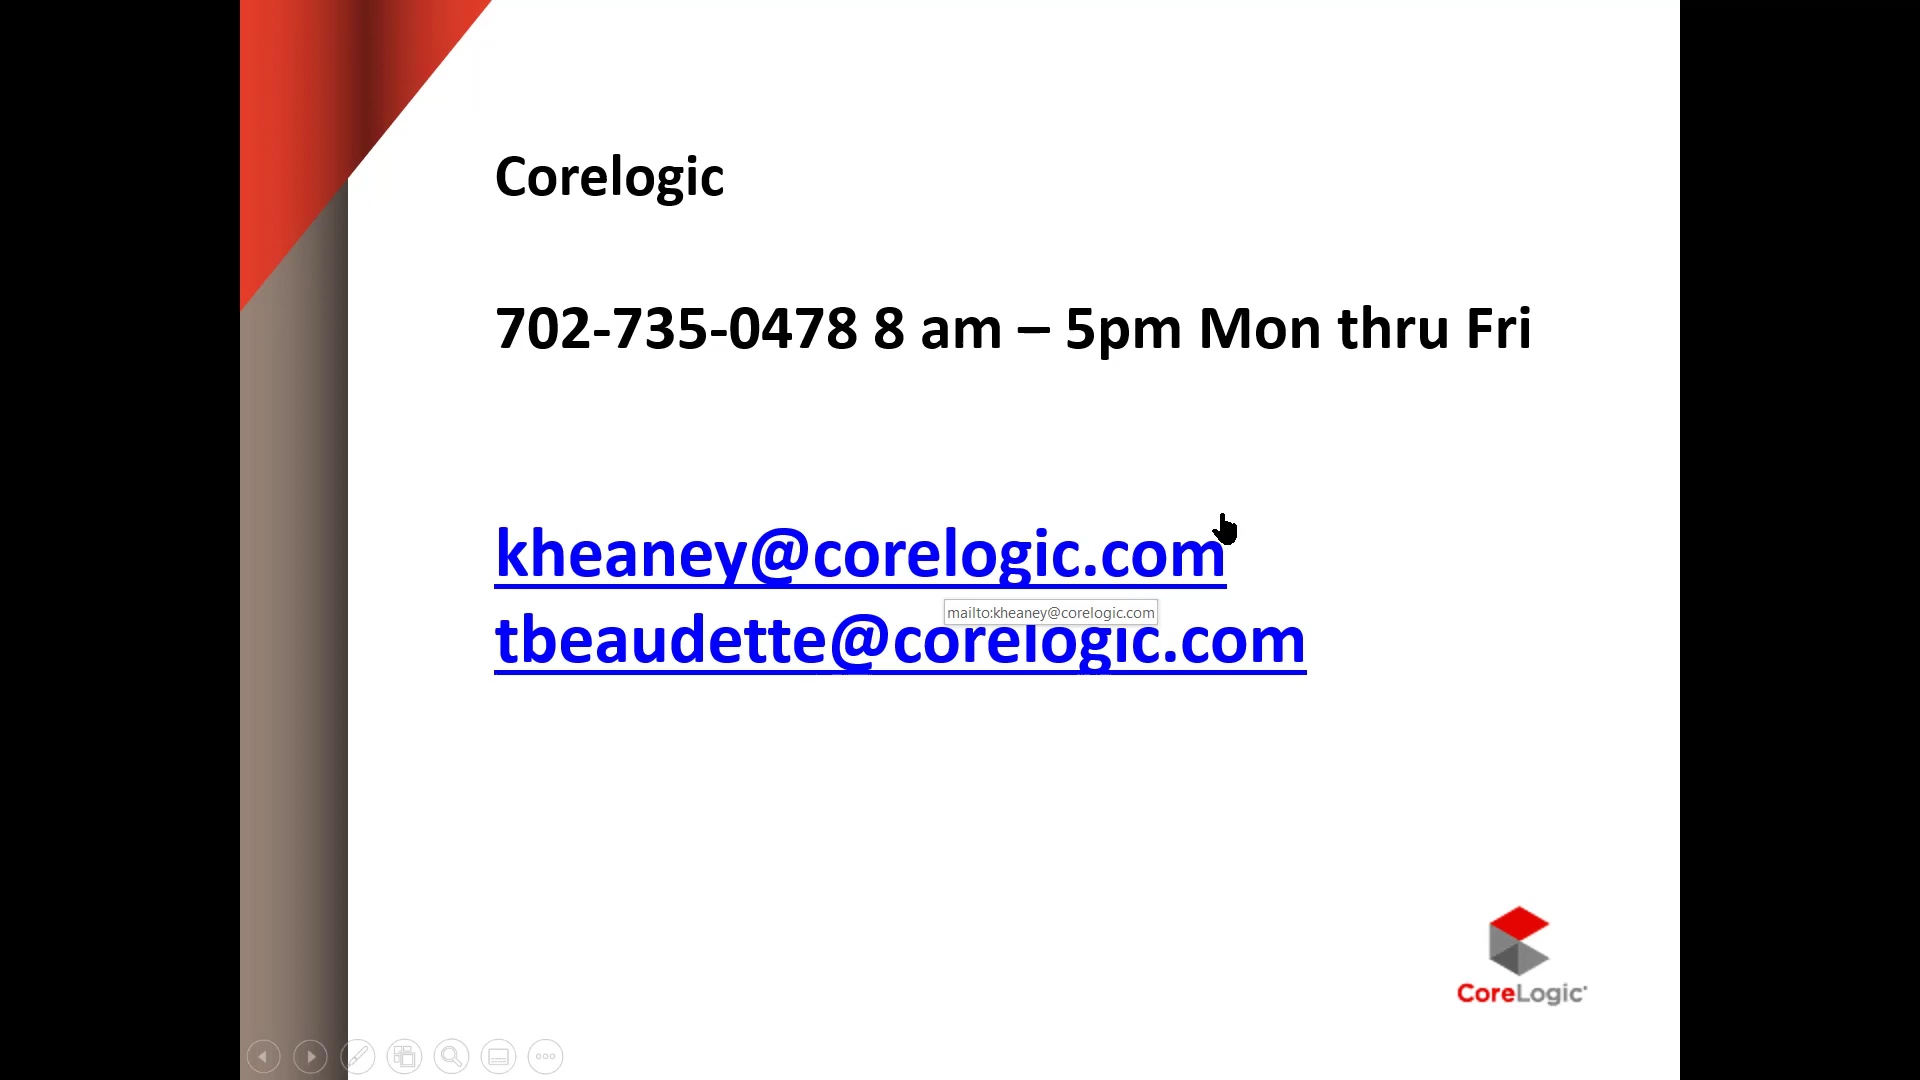 Corelogic
702-735-0478 8 am – 5pm Mon thru Fri
kheaney@corelogic.com
mailto:kheaney@corelogic.com
tbeaudette@corelogic.com
CoreLogic